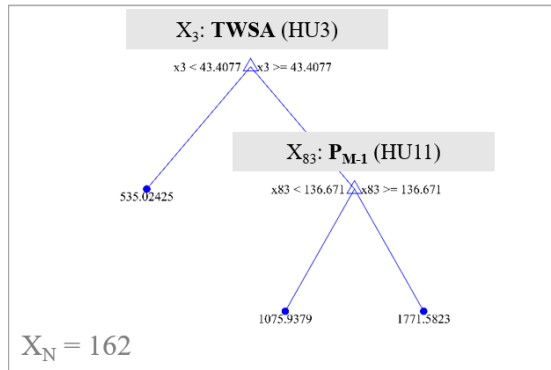 X3: TWSA (HU3)
x3 < 43.4077 x3 >= 43.4077
X83: PM-1 (HU11)
x83 < 136.671 x83 >= 136.671
535.02425
1075.9379 1771.5823
XN = 162